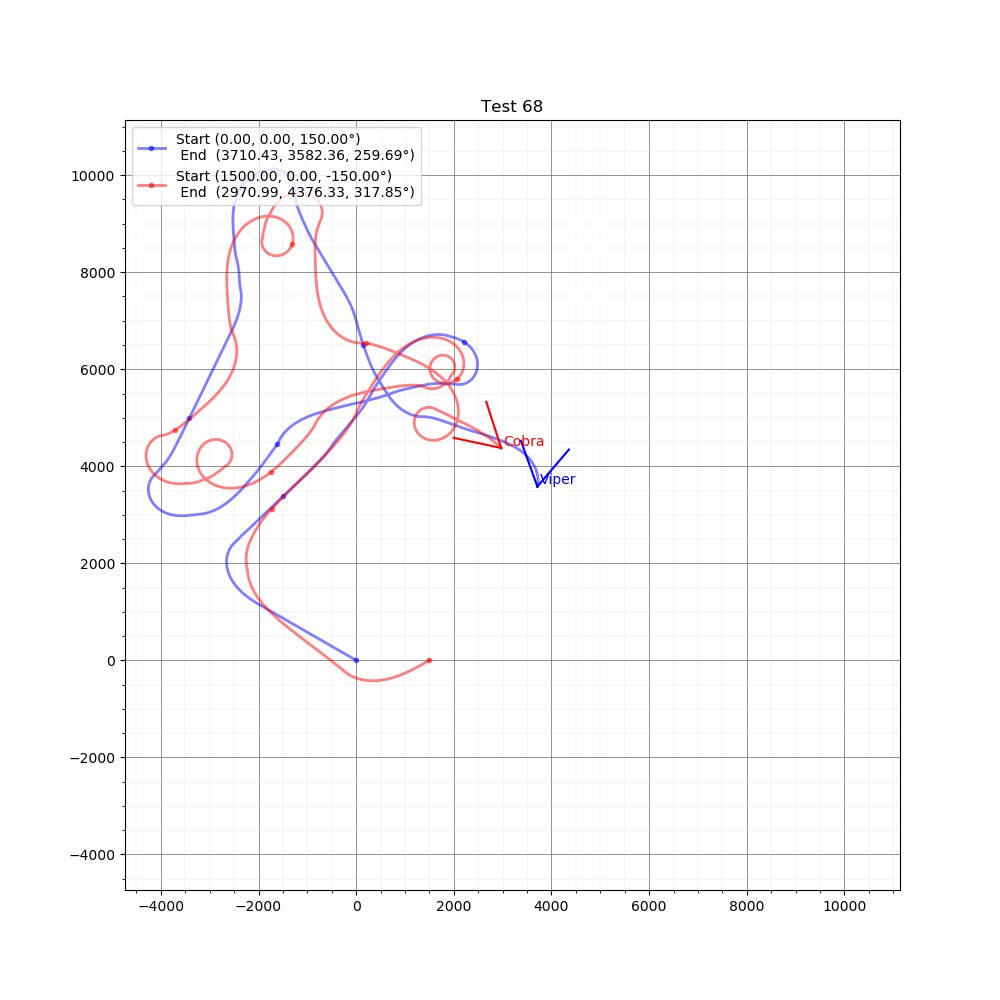 Test 68
Start (0.00, 0.00, 150.00°)
End (3710.43, 3582.36, 259.69°)
Start (1500.00, 0.00, -150.00°)
End (2970.99, 4376.33, 317.85°)
10000
8000
6000
4000
2000
0
−2000
−4000
Cobra
Viper
−4000 −2000 0 2000 4000 6000 8000 10000